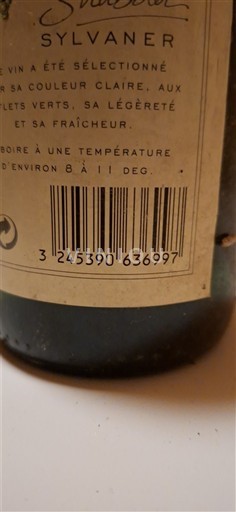 SYLVANER
VIN A ÉTÉ SÉLECTIONNÉ
SA COULEUR CLAIRE, AUX
VERTS, SA LÉGÈRETÉ
ET SA FRAÎCHEUR.
BOIRE À UNE TEMPÉRATURE
D'ENVIRON 8 À 11 DEG.
3 245390 636997